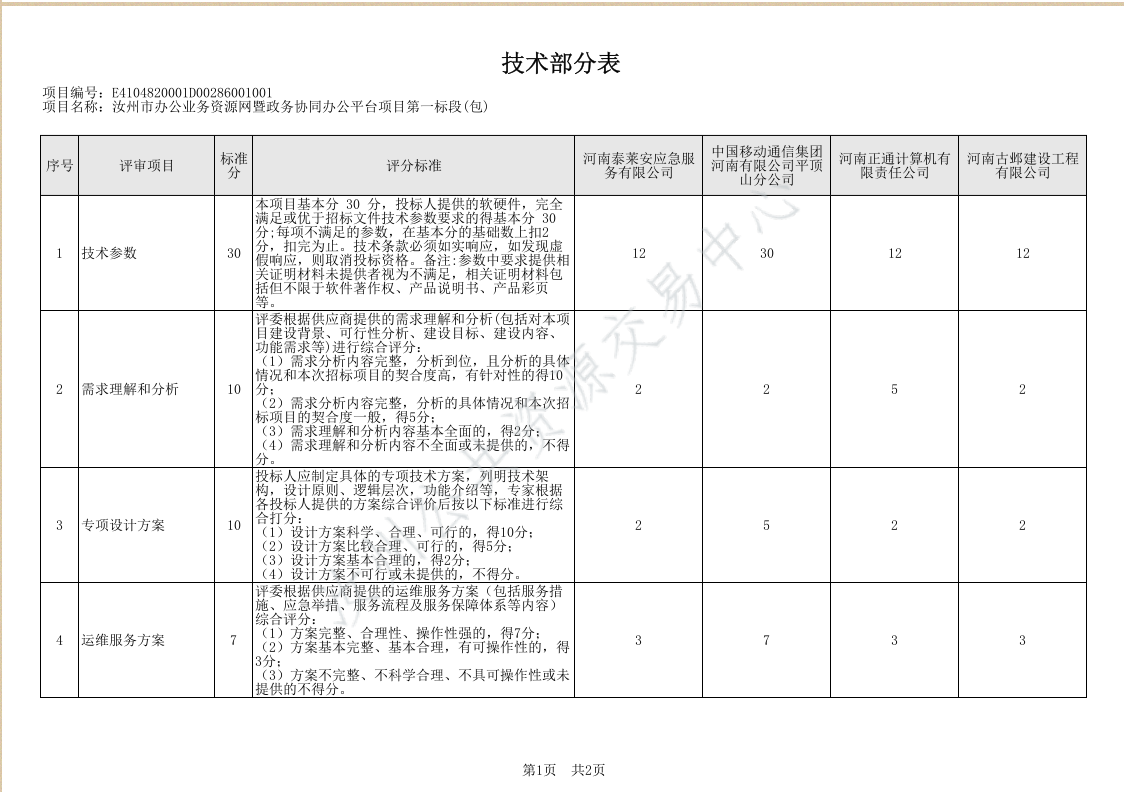 技术部分表
项目编号: E4104820001D00286001001
项目名称: 汝州市办公业务资源网暨政务协同办公平台项目第一标段(包)
序号
评审项目
标准
分
评分标准
河南泰莱安应急服
务有限公司
中国移动通信集团
河南有限公司平顶
山分公司
河南正通计算机有
限责任公司
河南古邺建设工程
有限公司
1
技术参数
30
本项目基本分 30 分，投标人提供的软硬件，完全
满足或优于招标文件技术参数要求的得基本分 30
分;每项不满足的参数，在基本分的基础数上扣2
分，扣完为止。技术条款必须如实响应，如发现虚
假响应，则取消投标资格。备注:参数中要求提供相
关证明材料未提供者视为不满足，相关证明材料包
括但不限于软件著作权、产品说明书、产品彩页
等。
12
30
12
12
2
需求理解和分析
10
评委根据供应商提供的需求理解和分析(包括对本项
目建设背景、可行性分析、建设目标、建设内容、
功能需求等)进行综合评分:
（1）需求分析内容完整，分析到位，且分析的具体
情况和本次招标项目的契合度高，有针对性的得10
分;
（2）需求分析内容完整，分析的具体情况和本次招
标项目的契合度一般，得5分;
（3）需求理解和分析内容基本全面的，得2分;
（4）需求理解和分析内容不全面或未提供的，不得
分。
2
2
5
2
3
专项设计方案
10
投标人应制定具体的专项技术方案，列明技术架
构，设计原则、逻辑层次，功能介绍等，专家根据
各投标人提供的方案综合评价后按以下标准进行综
合打分:
（1）设计方案科学、合理、可行的，得10分;
（2）设计方案比较合理、可行的，得5分;
（3）设计方案基本合理的，得2分;
（4）设计方案不可行或未提供的，不得分。
2
5
2
2
4
运维服务方案
7
评委根据供应商提供的运维服务方案（包括服务措
施、应急举措、服务流程及服务保障体系等内容）
综合评分:
（1）方案完整、合理性、操作性强的，得7分;
（2）方案基本完整、基本合理，有可操作性的，得
3分;
（3）方案不完整、不科学合理、不具可操作性或未
提供的不得分。
3
7
3
3
汝州公共资源交易中心
第1页 共2页